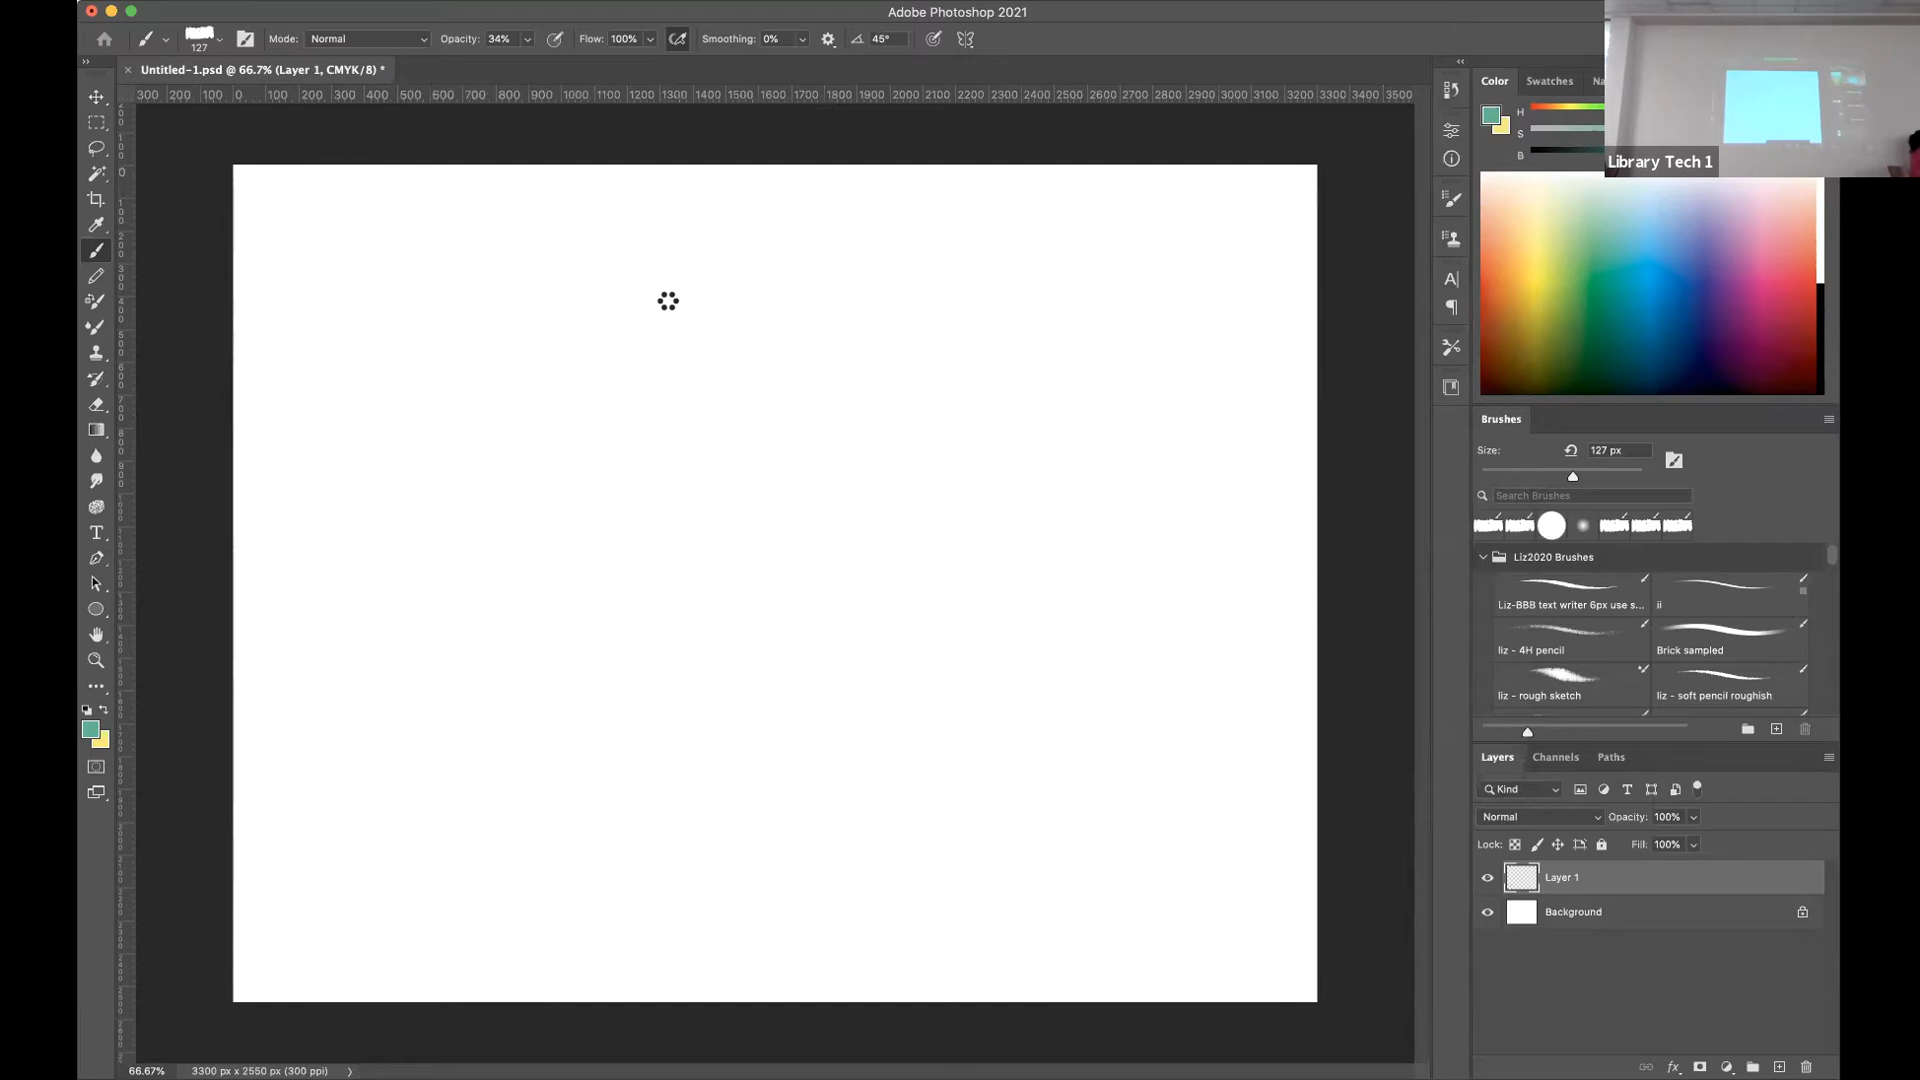 Adobe Photoshop 2021
127
Mode: Normal
Opacity: 34%
Flow: 100%
Smoothing: 0%
45°
Untitled-1.psd @ 66.7% (Layer 1, CMYK/8) *
300 200 100 0 100 200 300 400 500 600 700 800 900 1000 1100 1200 1300 1400 1500 1600 1700 1800 1900 2000 2100 2200 2300 2400 2500 2600 2700 2800 2900 3000 3100 3200 3300 3400 3500
Color
Swatches
Na
H
S
B
Library Tech 1
Brushes
Size:
127 px
Search Brushes
Liz2020 Brushes
Liz-BBB text writer 6px use s...
ii
liz - 4H pencil
Brick sampled
liz - rough sketch
liz - soft pencil roughish
Layers
Channels
Paths
Kind
Normal
Opacity: 100%
Lock:
Fill: 100%
Layer 1
Background
66.67%
3300 px x 2550 px (300 ppi)